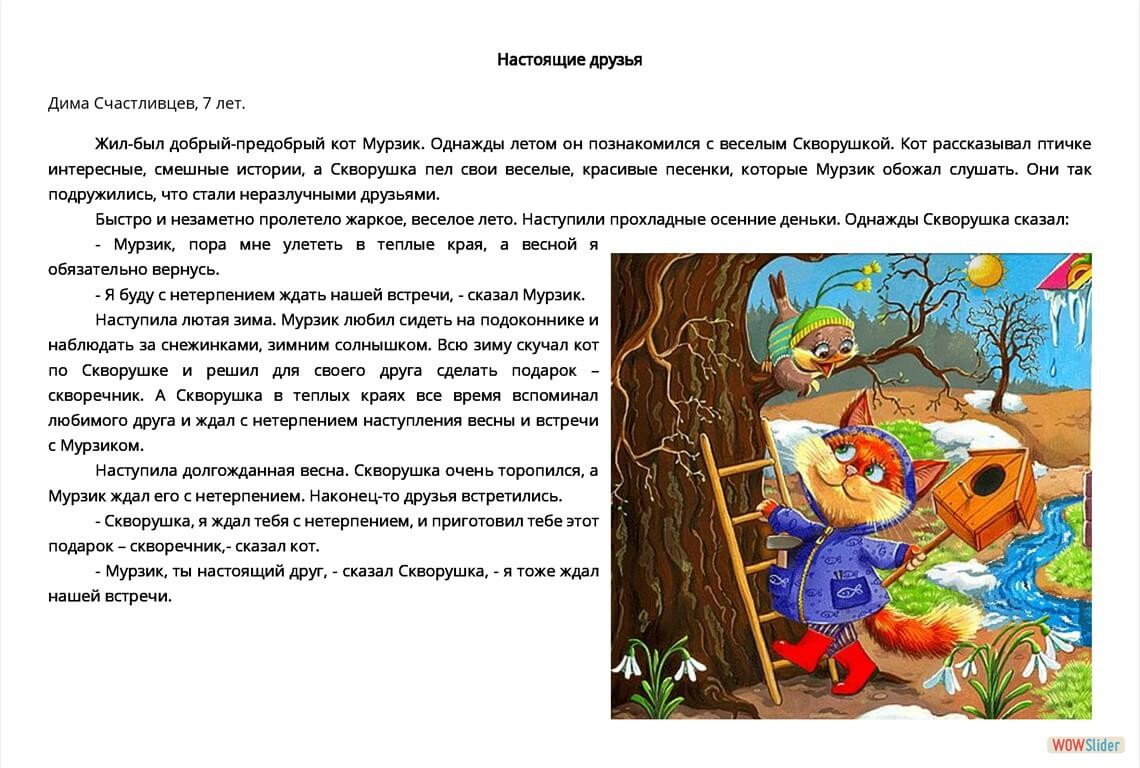 Настоящие друзья
Дима Счастливцев, 7 лет.
Жил-был добрый-предобрый кот Мурзик. Однажды летом он познакомился с веселым Скворушкой. Кот рассказывал птичке
интересные, смешные истории, а Скворушка пел свои веселые, красивые песенки, которые Мурзик обожал слушать. Они так
подружились, что стали неразлучными друзьями.
Быстро и незаметно пролетело жаркое, веселое лето. Наступили прохладные осенние деньки. Однажды Скворушка сказал:
- Мурзик, пора мне улететь в теплые края, а весной я
обязательно вернусь.
- Я буду с нетерпением ждать нашей встречи, - сказал Мурзик.
Наступила лютая зима. Мурзик любил сидеть на подоконнике и
наблюдать за снежинками, зимним солнышком. Всю зиму скучал кот
по Скворушке и решил для своего друга сделать подарок –
скворечник. А Скворушка в теплых краях все время вспоминал
любимого друга и ждал с нетерпением наступления весны и встречи
с Мурзиком.
Наступила долгожданная весна. Скворушка очень торопился, а
Мурзик ждал его с нетерпением. Наконец-то друзья встретились.
- Скворушка, я ждал тебя с нетерпением, и приготовил тебе этот
подарок – скворечник,- сказал кот.
- Мурзик, ты настоящий друг, - сказал Скворушка, - я тоже ждал
нашей встречи.
WOWSlider